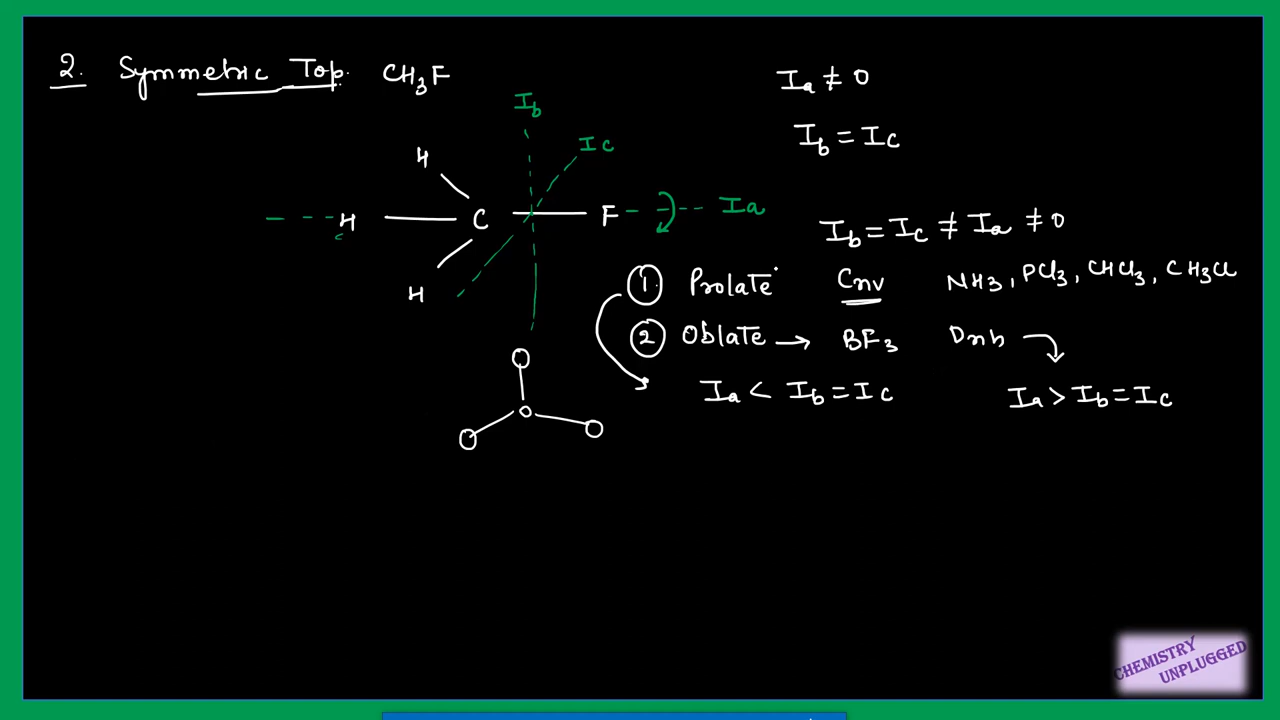 2. Symmetric Top. CH3F
Ia ≠ 0
Ib
Ib = Ic
Ic
H
H C F Ia
Ib = Ic ≠ Ia ≠ 0
H
1. Prolate Cnv NH3, PCl3, CHCl3, CH3Cl
2 Oblate → BF3 Dnh
Ia < Ib = Ic Ia > Ib = Ic
CHEMISTRY
UNPLUGGED